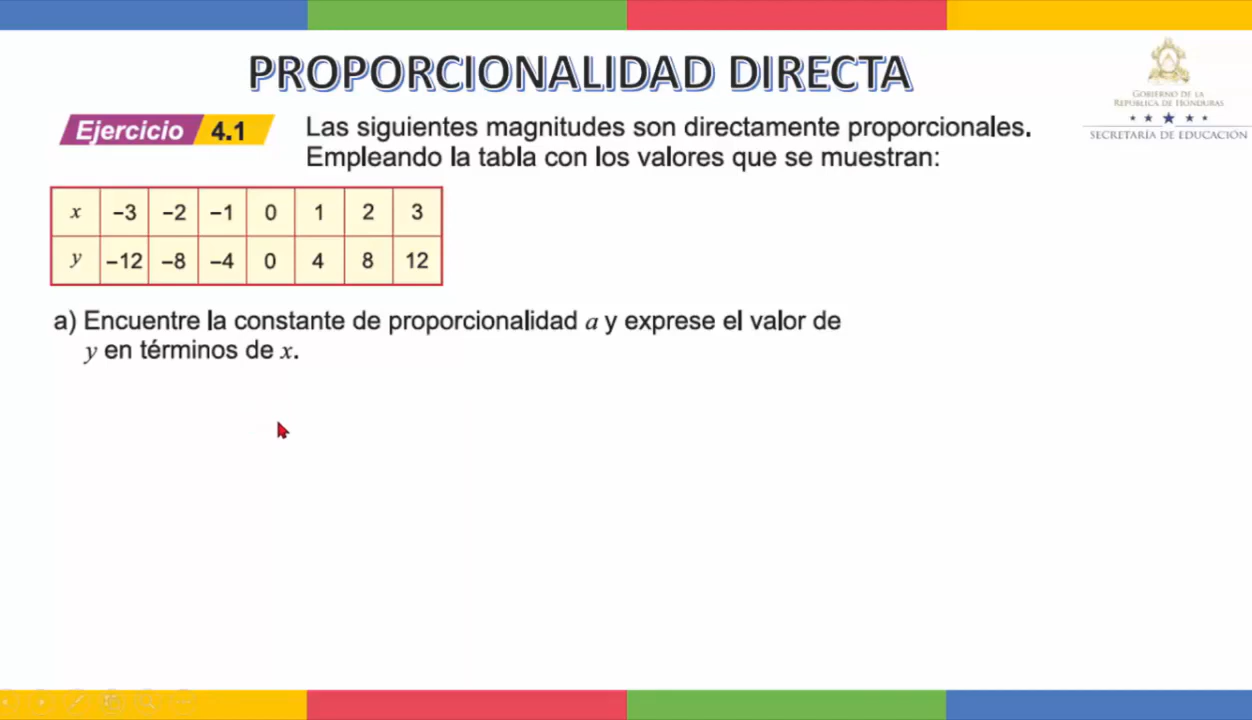 PROPORCIONALIDAD DIRECTA
GOBIERNO DE LA
REPÚBLICA DE HONDURAS
SECRETARÍA DE EDUCACIÓN
Ejercicio 4.1
Las siguientes magnitudes son directamente proporcionales.
Empleando la tabla con los valores que se muestran:
x −3 −2 −1 0 1 2 3
y −12 −8 −4 0 4 8 12
a) Encuentre la constante de proporcionalidad a y exprese el valor de
y en términos de x.